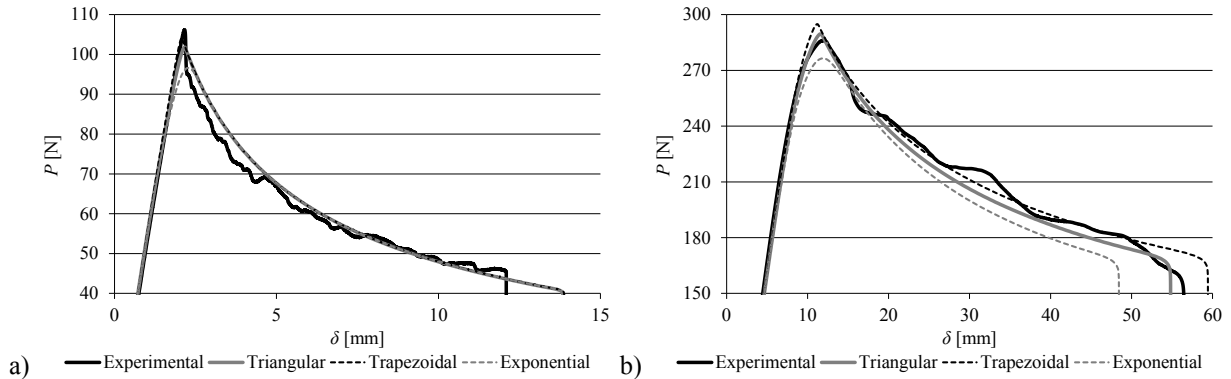 110
100
90
80
70
60
50
40
P [N]
0 5 10 15
δ [mm]
a) Experimental Triangular Trapezoidal Exponential
300
270
240
210
180
150
P [N]
0 10 20 30 40 50 60
δ [mm]
b) Experimental Triangular Trapezoidal Exponential